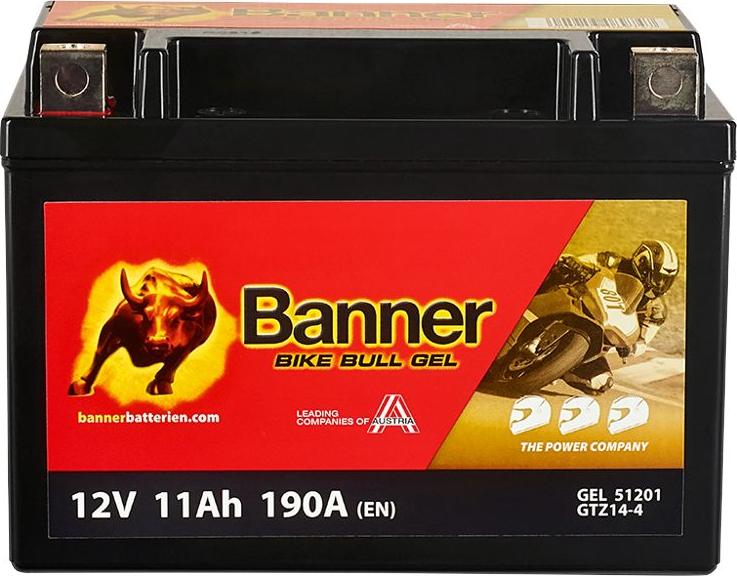 Banner
BIKE BULL GEL
bannerbatterien.com
LEADING
COMPANIES OF AUSTRIA
THE POWER COMPANY
12V 11Ah 190A (EN)
GEL 51201
GTZ14-4